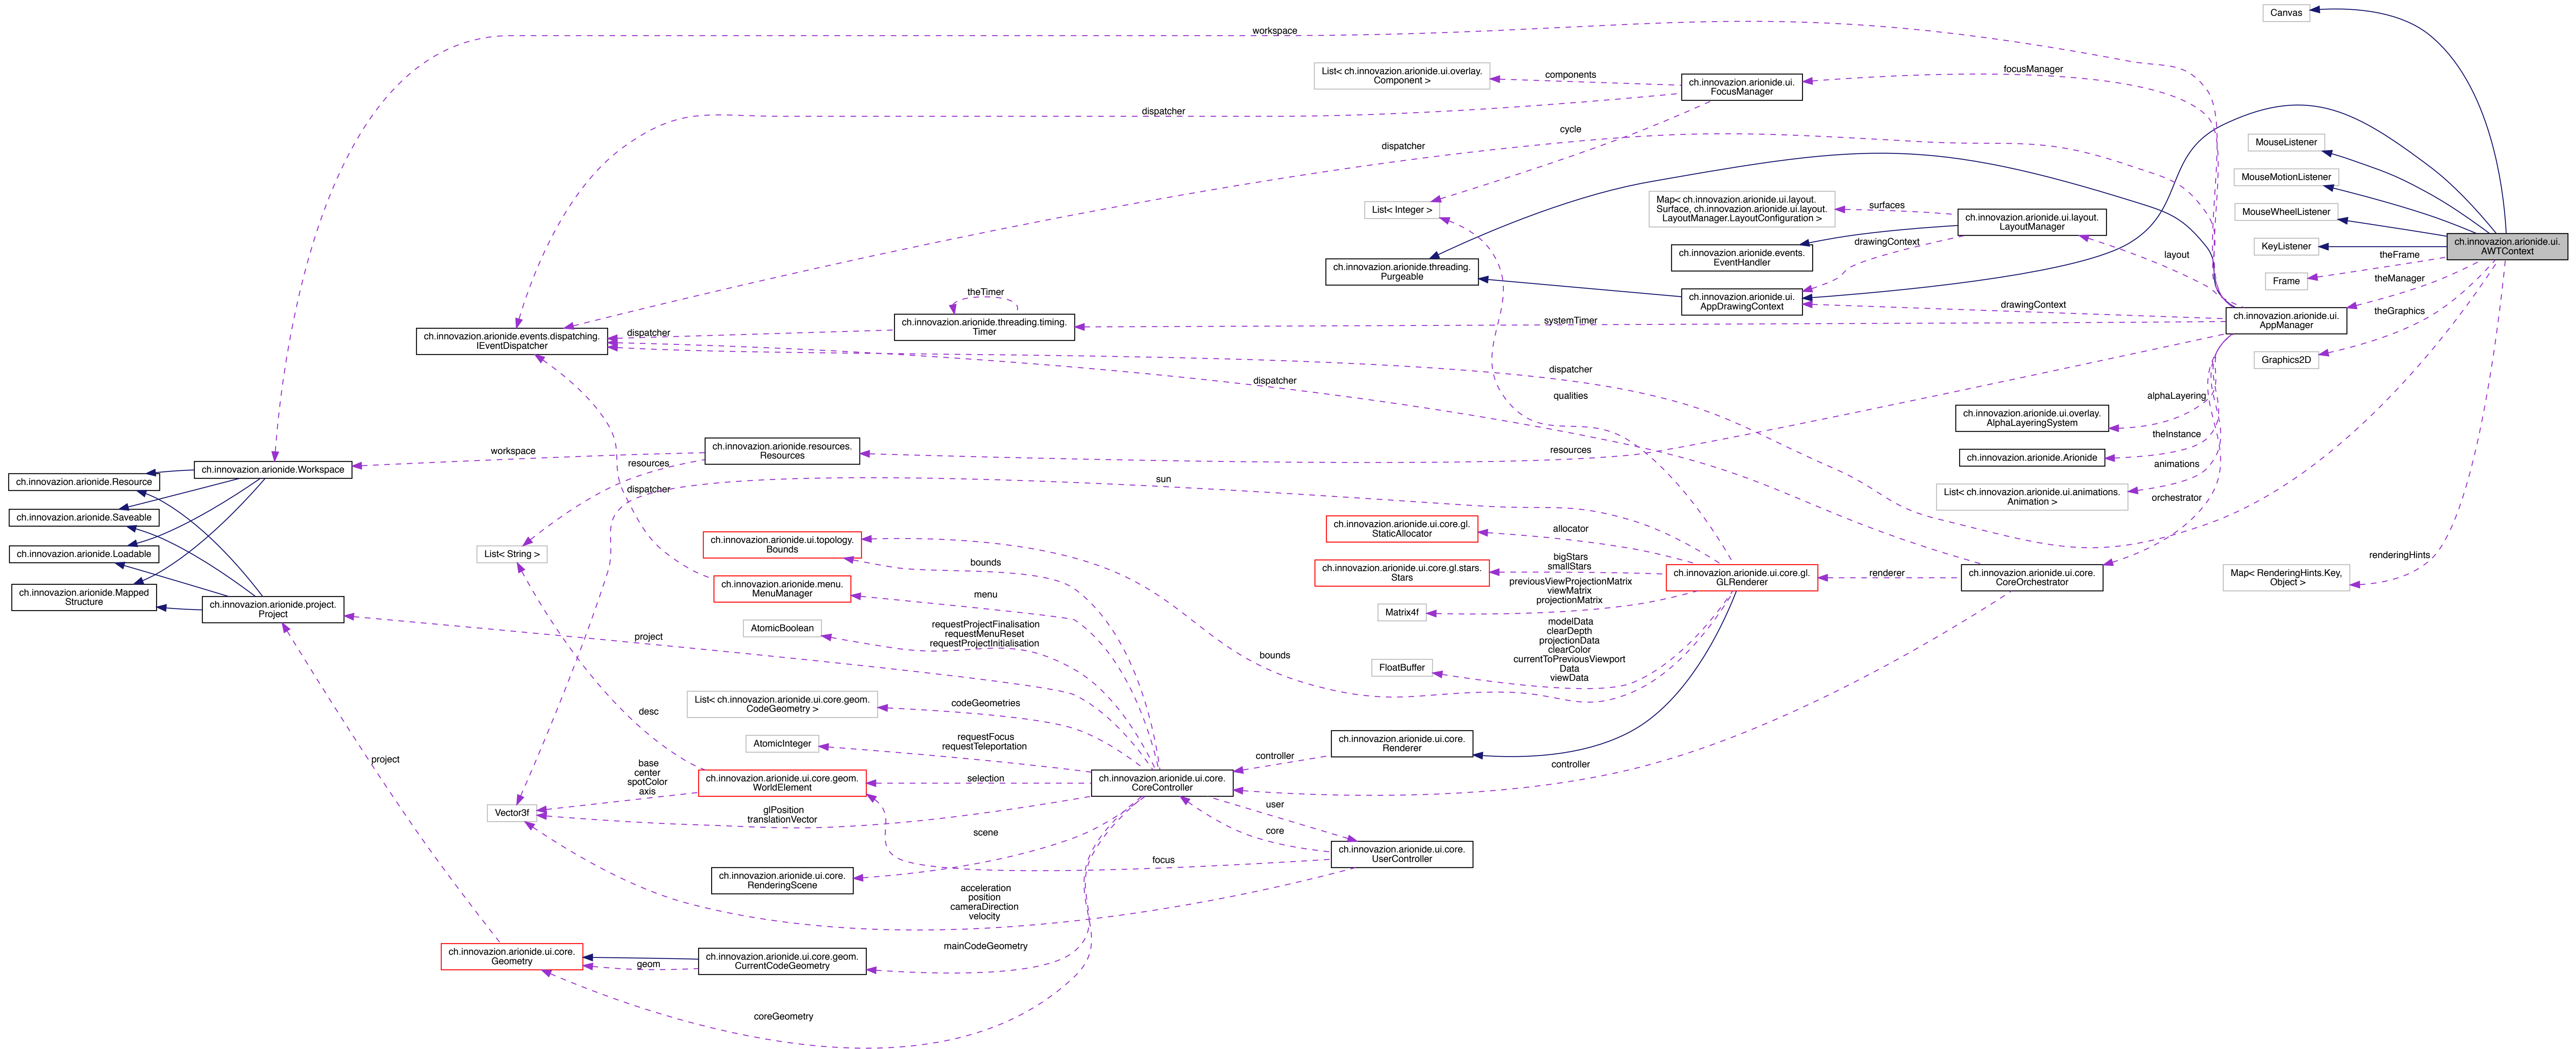 Canvas
workspace
List< ch.innovazion.arionide.ui.overlay.
Component >
components
ch.innovazion.arionide.ui.
FocusManager
focusManager
dispatcher
cycle
dispatcher
MouseListener
MouseMotionListener
MouseWheelListener
KeyListener
ch.innovazion.arionide.ui.
AWTContext
List< Integer >
Map< ch.innovazion.arionide.ui.layout.
Surface, ch.innovazion.arionide.ui.layout.
LayoutManager.LayoutConfiguration >
surfaces
ch.innovazion.arionide.ui.layout.
LayoutManager
drawingContext
ch.innovazion.arionide.events.
EventHandler
layout
theFrame
Frame
theManager
ch.innovazion.arionide.threading.
Purgeable
ch.innovazion.arionide.ui.
AppDrawingContext
drawingContext
theGraphics
ch.innovazion.arionide.ui.
AppManager
theTimer
ch.innovazion.arionide.threading.timing.
Timer
systemTimer
dispatcher
ch.innovazion.arionide.events.dispatching.
IEventDispatcher
Graphics2D
dispatcher
dispatcher
qualities
alphaLayering
ch.innovazion.arionide.ui.overlay.
AlphaLayeringSystem
theInstance
ch.innovazion.arionide.Arionide
animations
List< ch.innovazion.arionide.ui.animations.
Animation >
orchestrator
resources
ch.innovazion.arionide.resources.
Resources
workspace
resources
dispatcher
sun
ch.innovazion.arionide.Workspace
ch.innovazion.arionide.Resource
ch.innovazion.arionide.Saveable
ch.innovazion.arionide.Loadable
ch.innovazion.arionide.Mapped
Structure
ch.innovazion.arionide.project.
Project
List< String >
ch.innovazion.arionide.ui.topology.
Bounds
bounds
ch.innovazion.arionide.menu.
MenuManager
menu
ch.innovazion.arionide.ui.core.gl.
StaticAllocator
allocator
ch.innovazion.arionide.ui.core.gl.stars.
Stars
bigStars
smallStars
previousViewProjectionMatrix
viewMatrix
projectionMatrix
Matrix4f
ch.innovazion.arionide.ui.core.gl.
GLRenderer
renderer
ch.innovazion.arionide.ui.core.
CoreOrchestrator
renderingHints
Map< RenderingHints.Key,
Object >
AtomicBoolean
requestProjectFinalisation
requestMenuReset
requestProjectInitialisation
project
bounds
modelData
clearDepth
projectionData
clearColor
currentToPreviousViewport
Data
viewData
FloatBuffer
List< ch.innovazion.arionide.ui.core.geom.
CodeGeometry >
codeGeometries
desc
AtomicInteger
requestFocus
requestTeleportation
ch.innovazion.arionide.ui.core.
Renderer
controller
controller
project
base
center
spotColor
axis
ch.innovazion.arionide.ui.core.geom.
WorldElement
selection
ch.innovazion.arionide.ui.core.
CoreController
Vector3f
glPosition
translationVector
user
core
scene
ch.innovazion.arionide.ui.core.
UserController
focus
ch.innovazion.arionide.ui.core.
RenderingScene
acceleration
position
cameraDirection
velocity
mainCodeGeometry
ch.innovazion.arionide.ui.core.
Geometry
geom
ch.innovazion.arionide.ui.core.geom.
CurrentCodeGeometry
coreGeometry